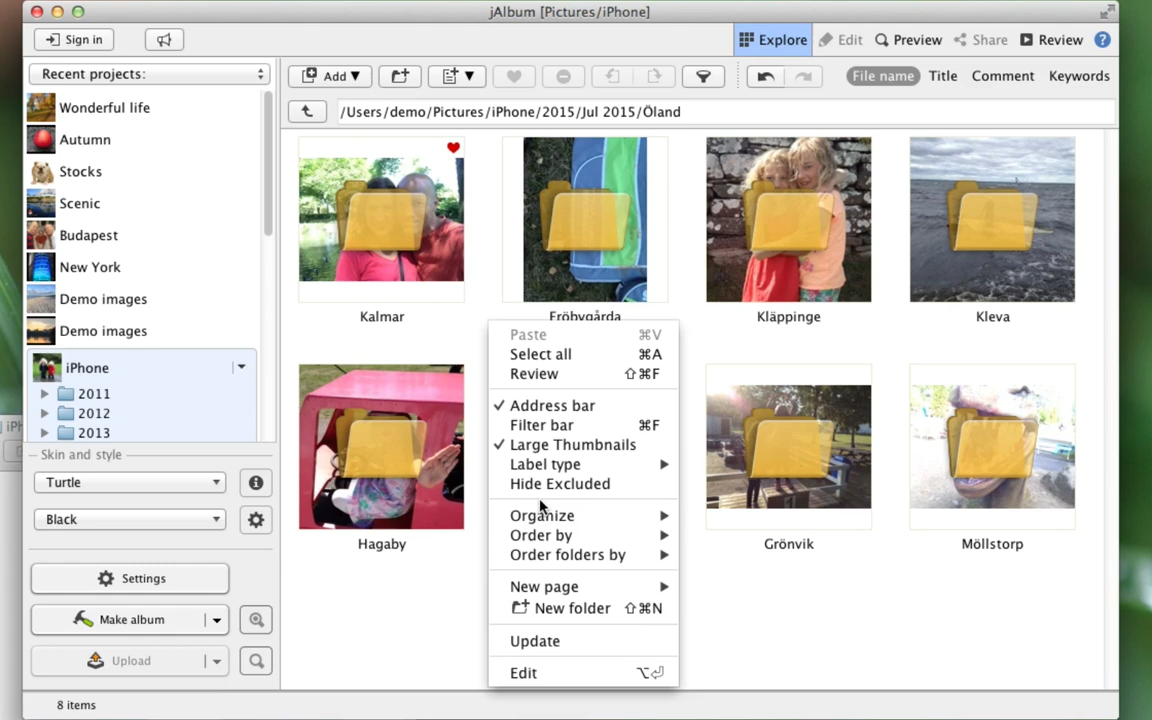 jAlbum [Pictures/iPhone]
Sign in
Explore Edit Preview Share Review ?
Recent projects:
Add
File name Title Comment Keywords
/Users/demo/Pictures/iPhone/2015/Jul 2015/Öland
Wonderful life
Autumn
Stocks
Scenic
Budapest
New York
Demo images
Demo images
iPhone
2011
2012
2013
Skin and style
Turtle
Black
Settings
Make album
Upload
8 items
Kalmar
Fröbygårda
Kläppinge
Kleva
Hagaby
Grönvik
Möllstorp
Paste ⌘V
Select all ⌘A
Review ⇧⌘F
✓ Address bar
Filter bar ⌘F
✓ Large Thumbnails
Label type
Hide Excluded
Organize
Order by
Order folders by
New page
New folder ⇧⌘N
Update
Edit ⌥⏎